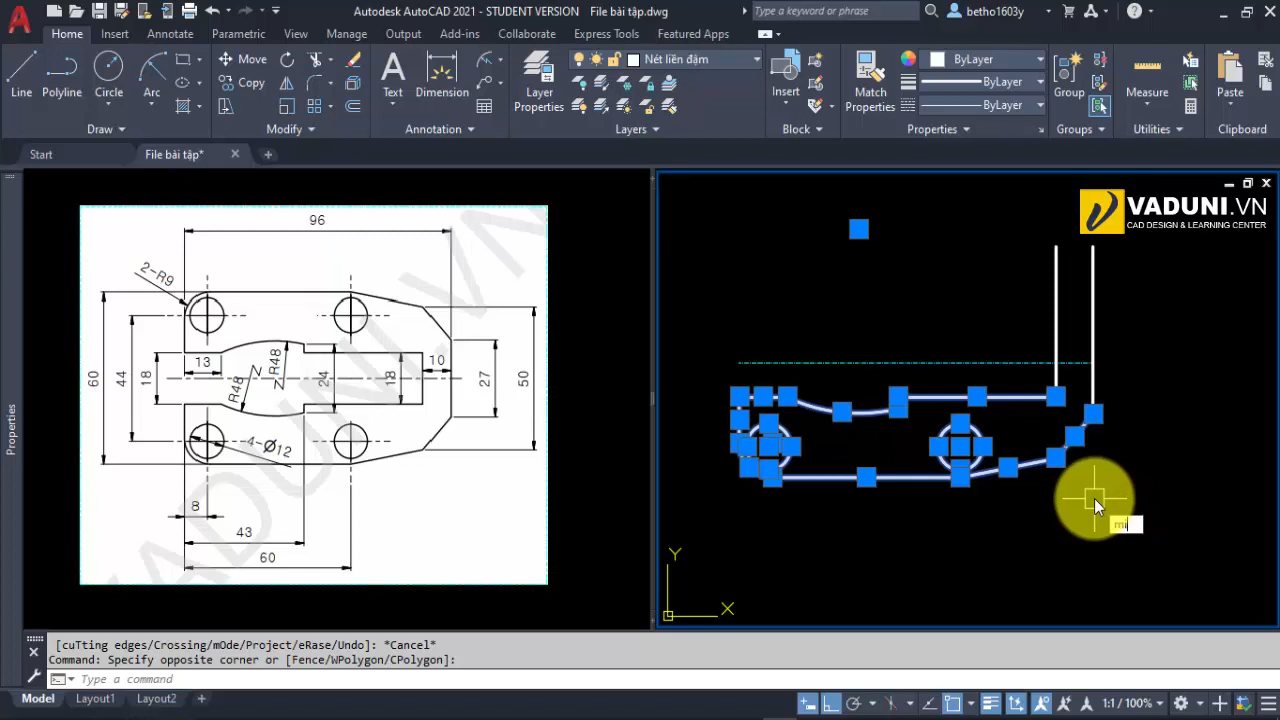 Autodesk AutoCAD 2021 - STUDENT VERSION File bài tập.dwg
Type a keyword or phrase
betho1603y
Home Insert Annotate Parametric View Manage Output Add-ins Collaborate Express Tools Featured Apps
Line Polyline Circle Arc
Move
Copy
Text Dimension
Layer Properties
Nét liền đậm
Insert
Match Properties
ByLayer
ByLayer
ByLayer
Group
Measure
Paste
Draw Modify Annotation Layers Block Properties Groups Utilities Clipboard
Start File bài tập*
Properties
VADUNI.VN
CAD DESIGN & LEARNING CENTER
96
2-R9
60
44
18
13
R48
R48
24
18
10
27
50
4-Ø12
8
43
60
VADUNI.VN
mi
Y
X
[cuTting edges/Crossing/mOde/Project/eRase/Undo]: *Cancel*
Command: Specify opposite corner or [Fence/WPolygon/CPolygon]:
Type a command
Model Layout1 Layout2
1:1 / 100%